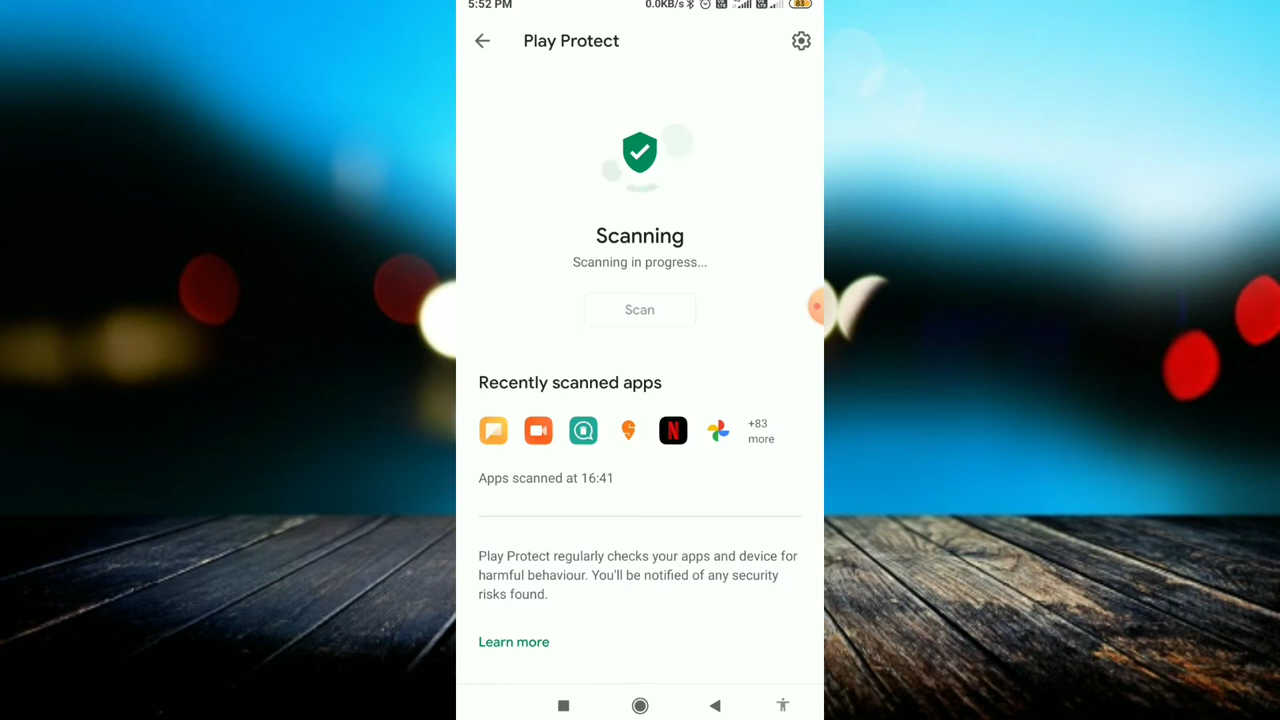 5:52 PM
0.0KB/s
83
Play Protect
Scanning
Scanning in progress...
Scan
Recently scanned apps
N
+83
more
Apps scanned at 16:41
Play Protect regularly checks your apps and device for
harmful behaviour. You'll be notified of any security
risks found.
Learn more